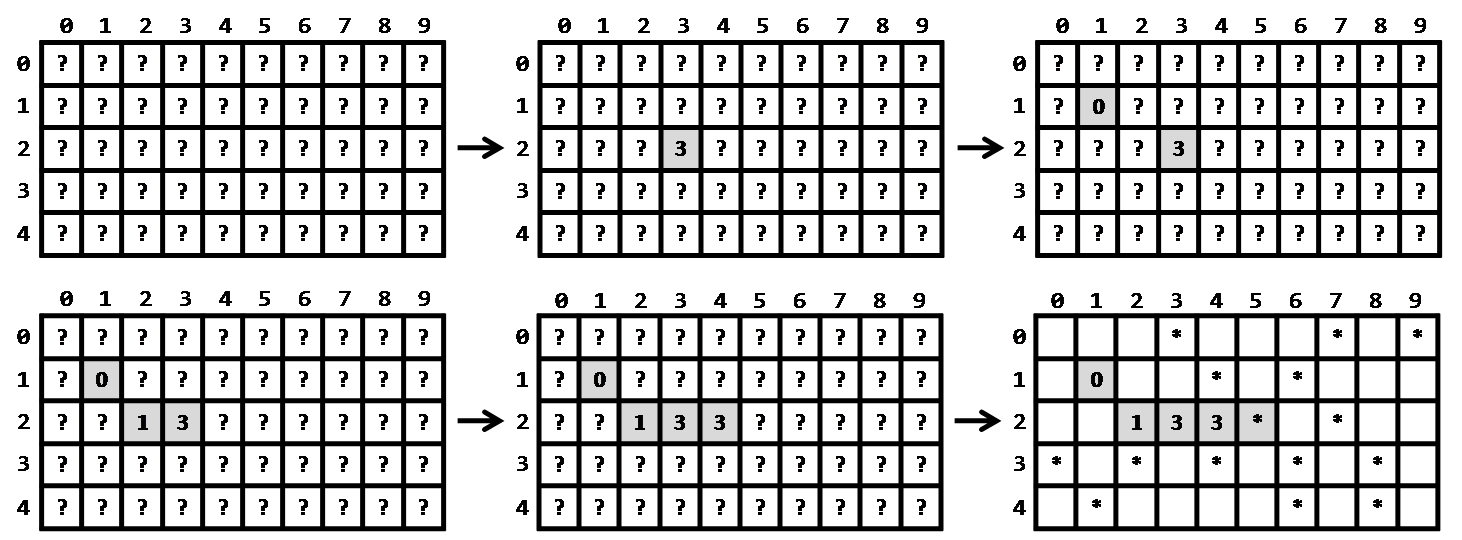 0 1 2 3 4 5 6 7 8 9
0 ? ? ? ? ? ? ? ? ? ?
1 ? ? ? ? ? ? ? ? ? ?
2 ? ? ? ? ? ? ? ? ? ?
3 ? ? ? ? ? ? ? ? ? ?
4 ? ? ? ? ? ? ? ? ? ?
0 1 2 3 4 5 6 7 8 9
0 ? ? ? ? ? ? ? ? ? ?
1 ? ? ? ? ? ? ? ? ? ?
2 ? ? ? 3 ? ? ? ? ? ?
3 ? ? ? ? ? ? ? ? ? ?
4 ? ? ? ? ? ? ? ? ? ?
0 1 2 3 4 5 6 7 8 9
0 ? ? ? ? ? ? ? ? ? ?
1 ? 0 ? ? ? ? ? ? ? ?
2 ? ? ? 3 ? ? ? ? ? ?
3 ? ? ? ? ? ? ? ? ? ?
4 ? ? ? ? ? ? ? ? ? ?
0 1 2 3 4 5 6 7 8 9
0 ? ? ? ? ? ? ? ? ? ?
1 ? 0 ? ? ? ? ? ? ? ?
2 ? ? 1 3 ? ? ? ? ? ?
3 ? ? ? ? ? ? ? ? ? ?
4 ? ? ? ? ? ? ? ? ? ?
0 1 2 3 4 5 6 7 8 9
0 ? ? ? ? ? ? ? ? ? ?
1 ? 0 ? ? ? ? ? ? ? ?
2 ? ? 1 3 3 ? ? ? ? ?
3 ? ? ? ? ? ? ? ? ? ?
4 ? ? ? ? ? ? ? ? ? ?
0 1 2 3 4 5 6 7 8 9
0 * * *
1 0 * *
2 1 3 3 * *
3 * * * * *
4 * * *